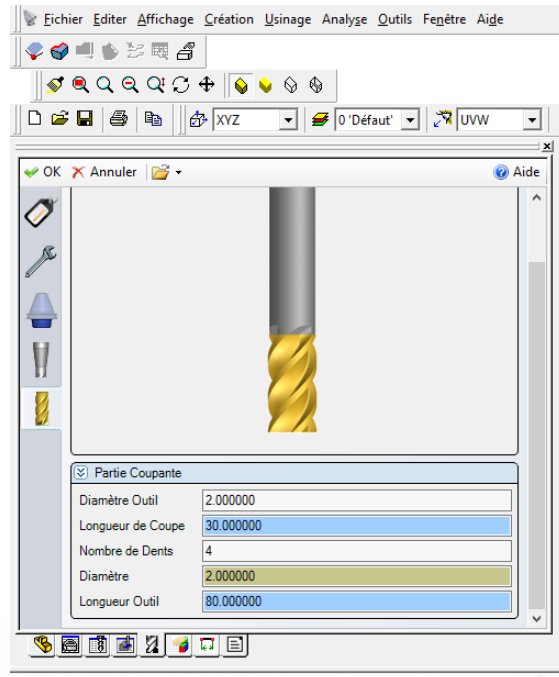 Fichier Editer Affichage Création Usinage Analyse Outils Fenêtre Aide
XYZ 0 'Défaut' UVW
OK Annuler Aide
Partie Coupante
Diamètre Outil 2.000000
Longueur de Coupe 30.000000
Nombre de Dents 4
Diamètre 2.000000
Longueur Outil 80.000000